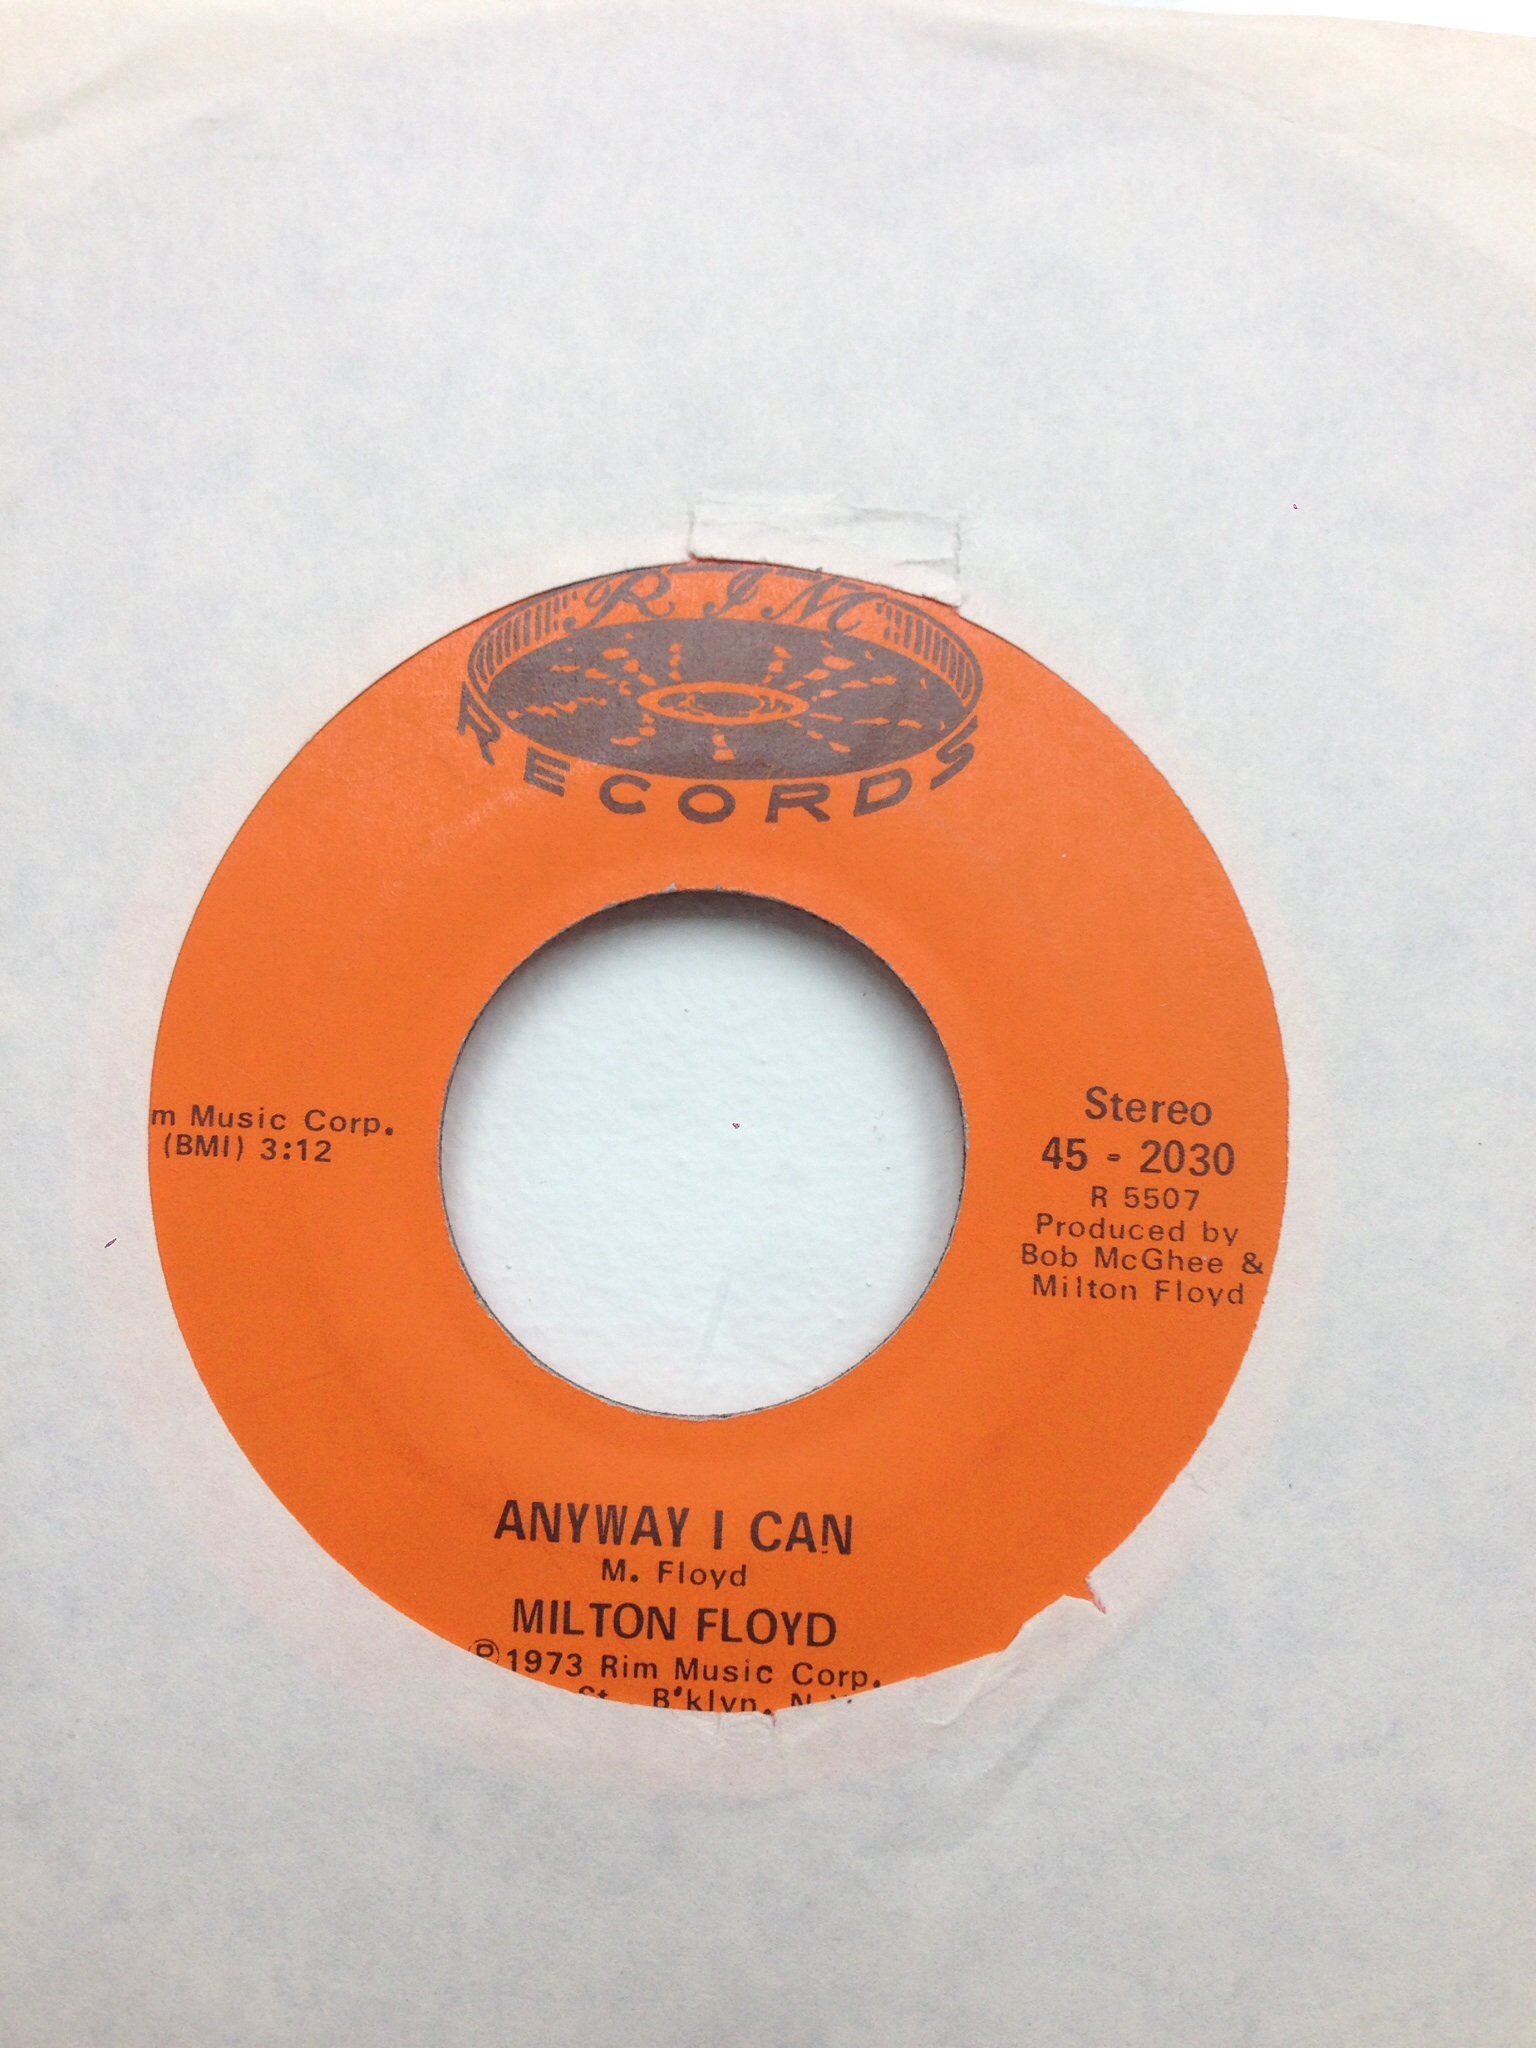 RIM
RECORDS
m Music Corp.
(BMI) 3:12
Stereo
45 - 2030
R 5507
Produced by
Bob McGhee &
Milton Floyd
ANYWAY I CAN
M. Floyd
MILTON FLOYD
℗1973 Rim Music Corp.
St., B'klyn, N.Y.